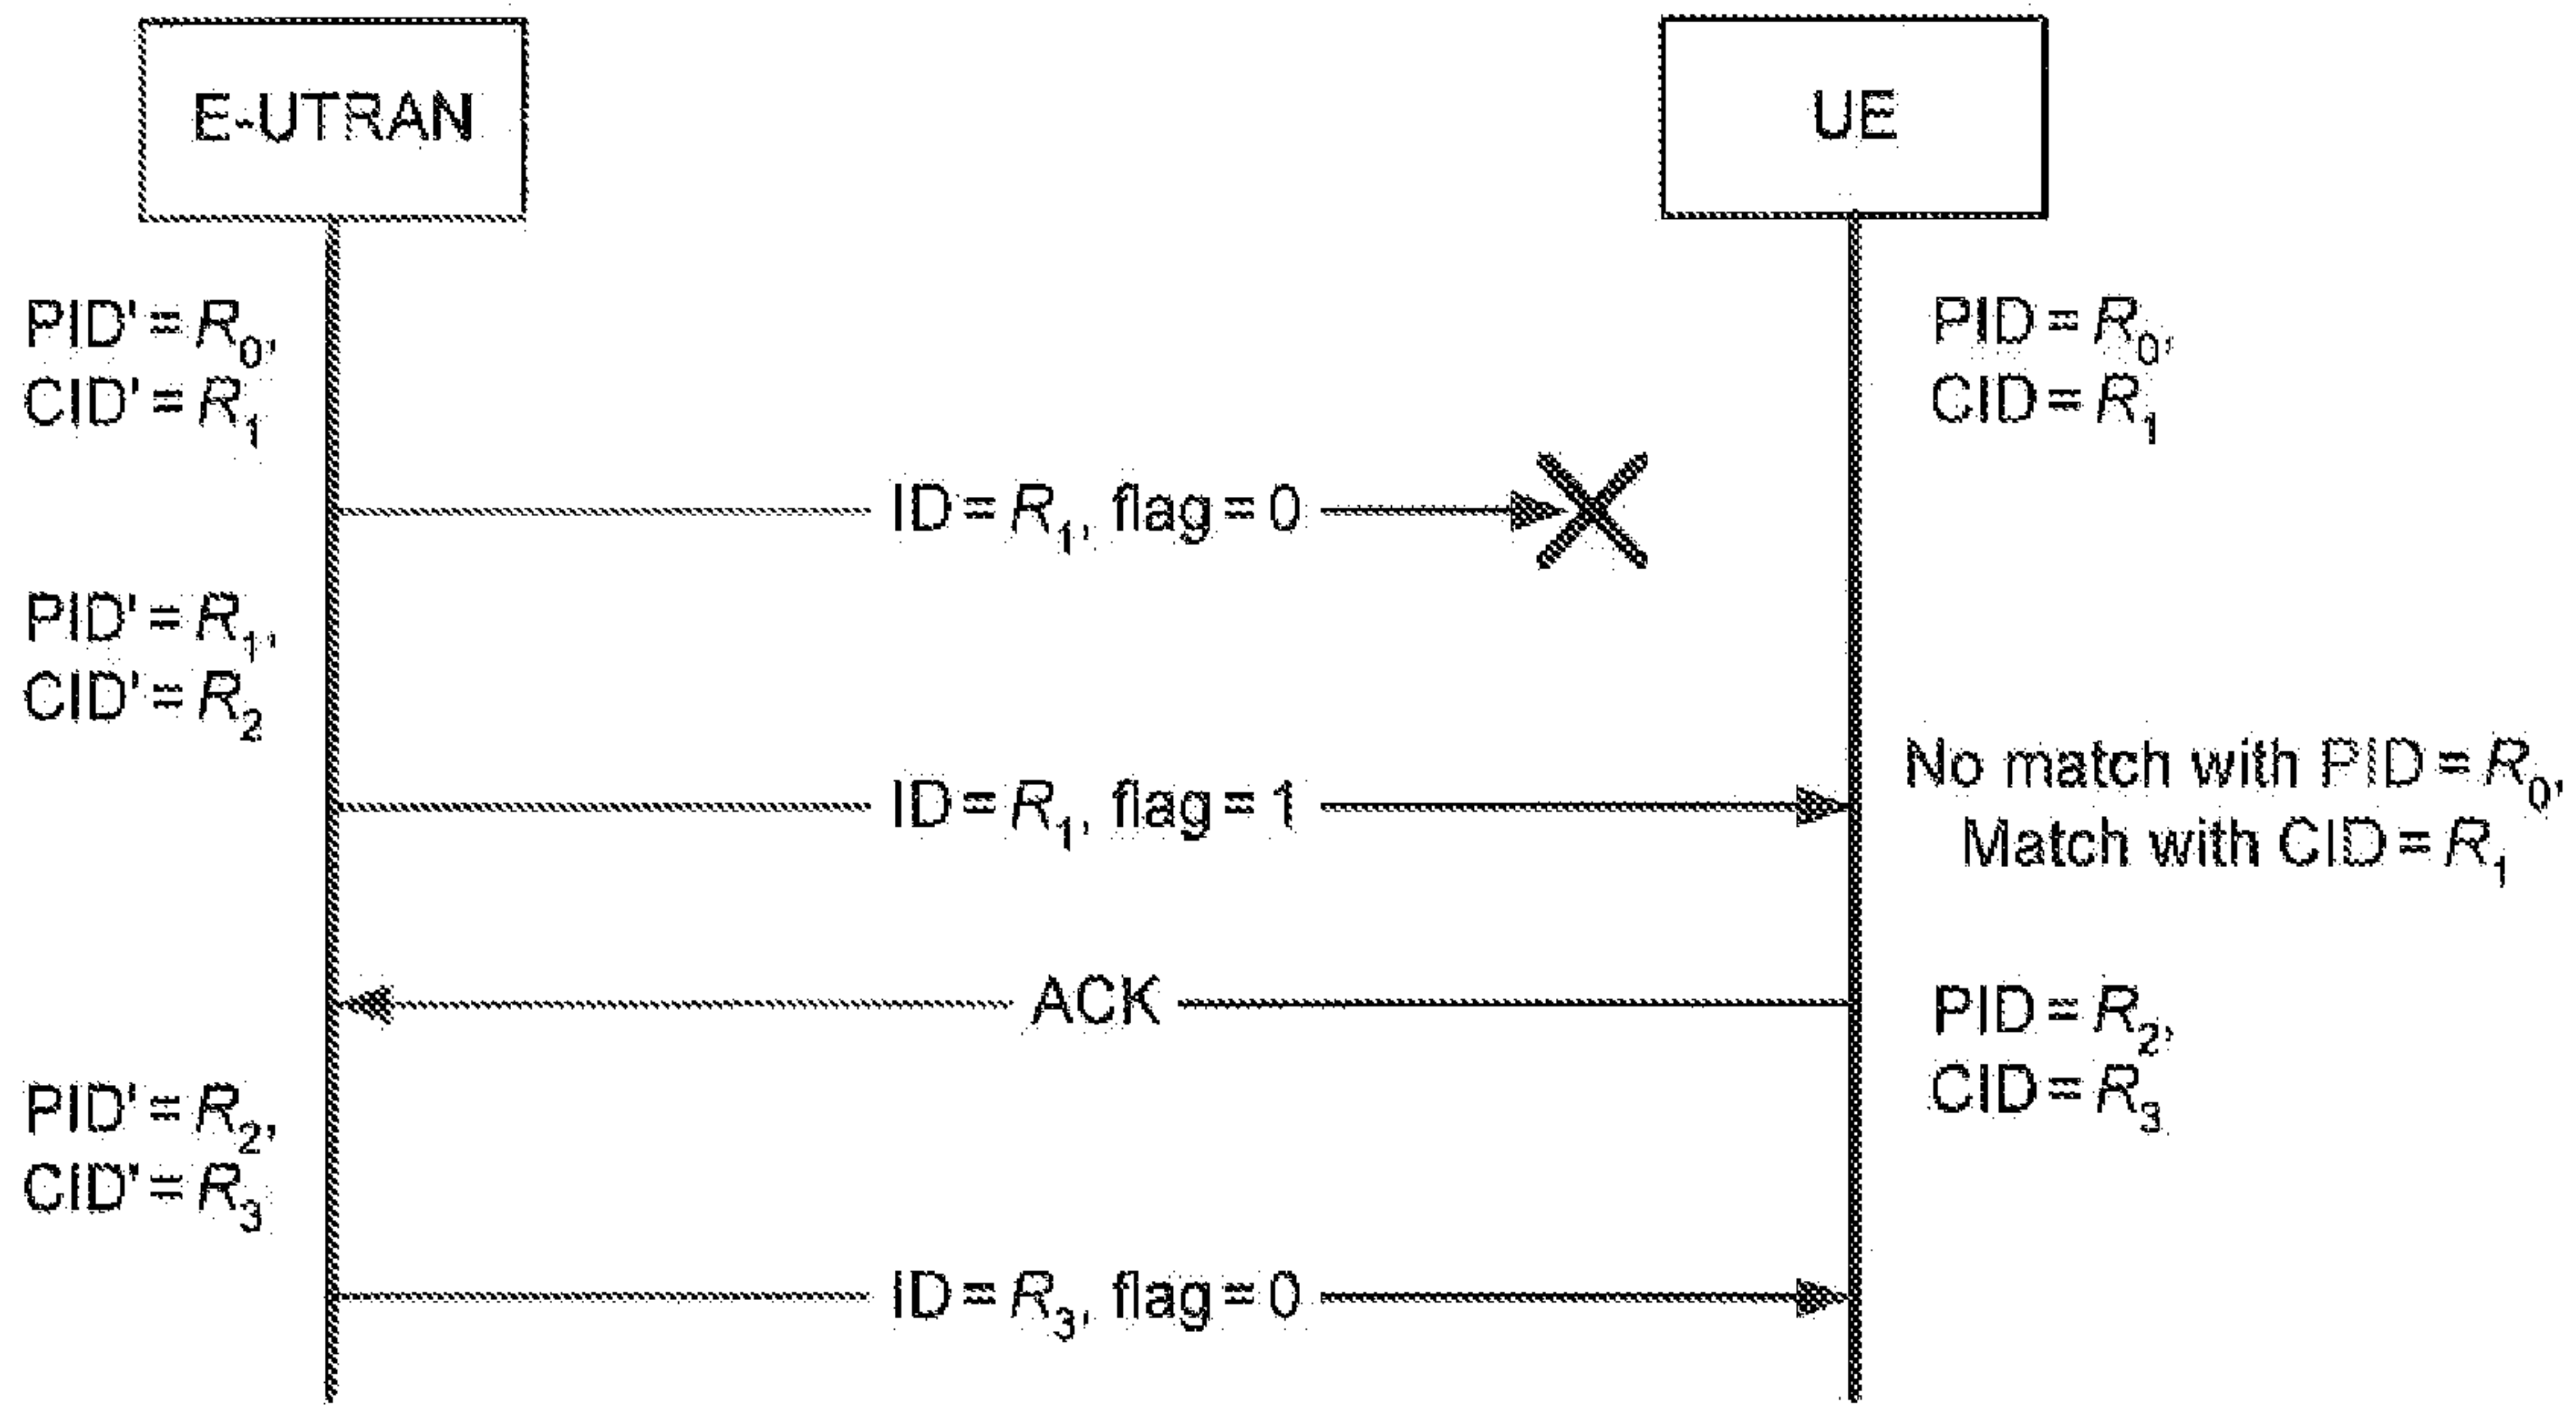 E-UTRAN
UE
PID' = R₀,
CID' = R₁
PID = R₀,
CID = R₁
ID = R₁, flag = 0
PID' = R₁,
CID' = R₂
ID = R₁, flag = 1
No match with PID = R₀,
Match with CID = R₁
ACK
PID = R₂,
CID = R₃
PID' = R₂,
CID' = R₃
ID = R₃, flag = 0